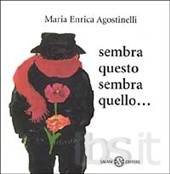 Maria Enrica Agostinelli
sembra
questo
sembra
quello...
SALANI EDITORE
ibs.it